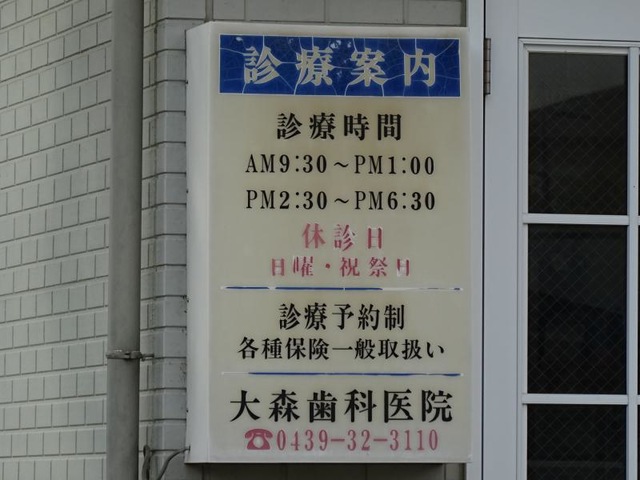 診療案内
診療時間
AM9:30～PM1:00
PM2:30～PM6:30
休診日
日曜・祝祭日
診療予約制
各種保険一般取扱い
大森歯科医院
☎0439-32-3110